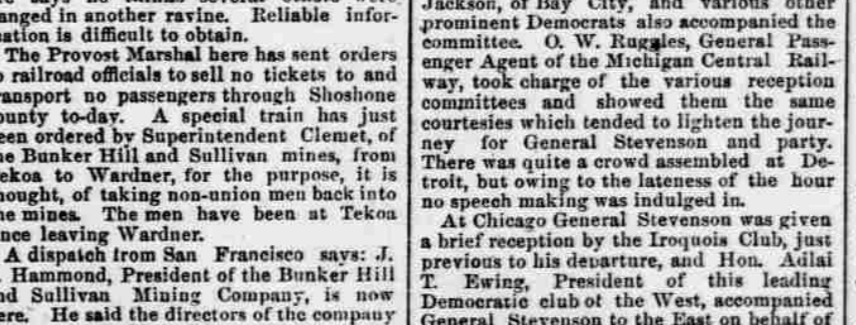 anged in another ravine. Reliable infor-
ation is difficult to obtain.
The Provost Marshal here has sent orders
railroad officials to sell no tickets to and
ransport no passengers through Shoshone
ounty to-day. A special train has just
een ordered by Superintendent Clemet, of
he Bunker Hill and Sullivan mines, from
ekoa to Wardner, for the purpose, it is
hought, of taking non-union men back into
he mines. The men have been at Tekoa
nce leaving Wardner.
A dispatch from San Francisco says: J.
. Hammond, President of the Bunker Hill
nd Sullivan Mining Company, is now
ere. He said the directors of the company
Jackson, of Bay City, and various other
prominent Democrats also accompanied the
committee. O. W. Ruggles, General Pass-
enger Agent of the Michigan Central Rail-
way, took charge of the various reception
committees and showed them the same
courtesies which tended to lighten the jour-
ney for General Stevenson and party.
There was quite a crowd assembled at De-
troit, but owing to the lateness of the hour
no speech making was indulged in.
At Chicago General Stevenson was given
a brief reception by the Iroquois Club, just
previous to his departure, and Hon. Adlai
T. Ewing, President of this leading
Democratic club of the West, accompanied
General Stevenson to the East on behalf of